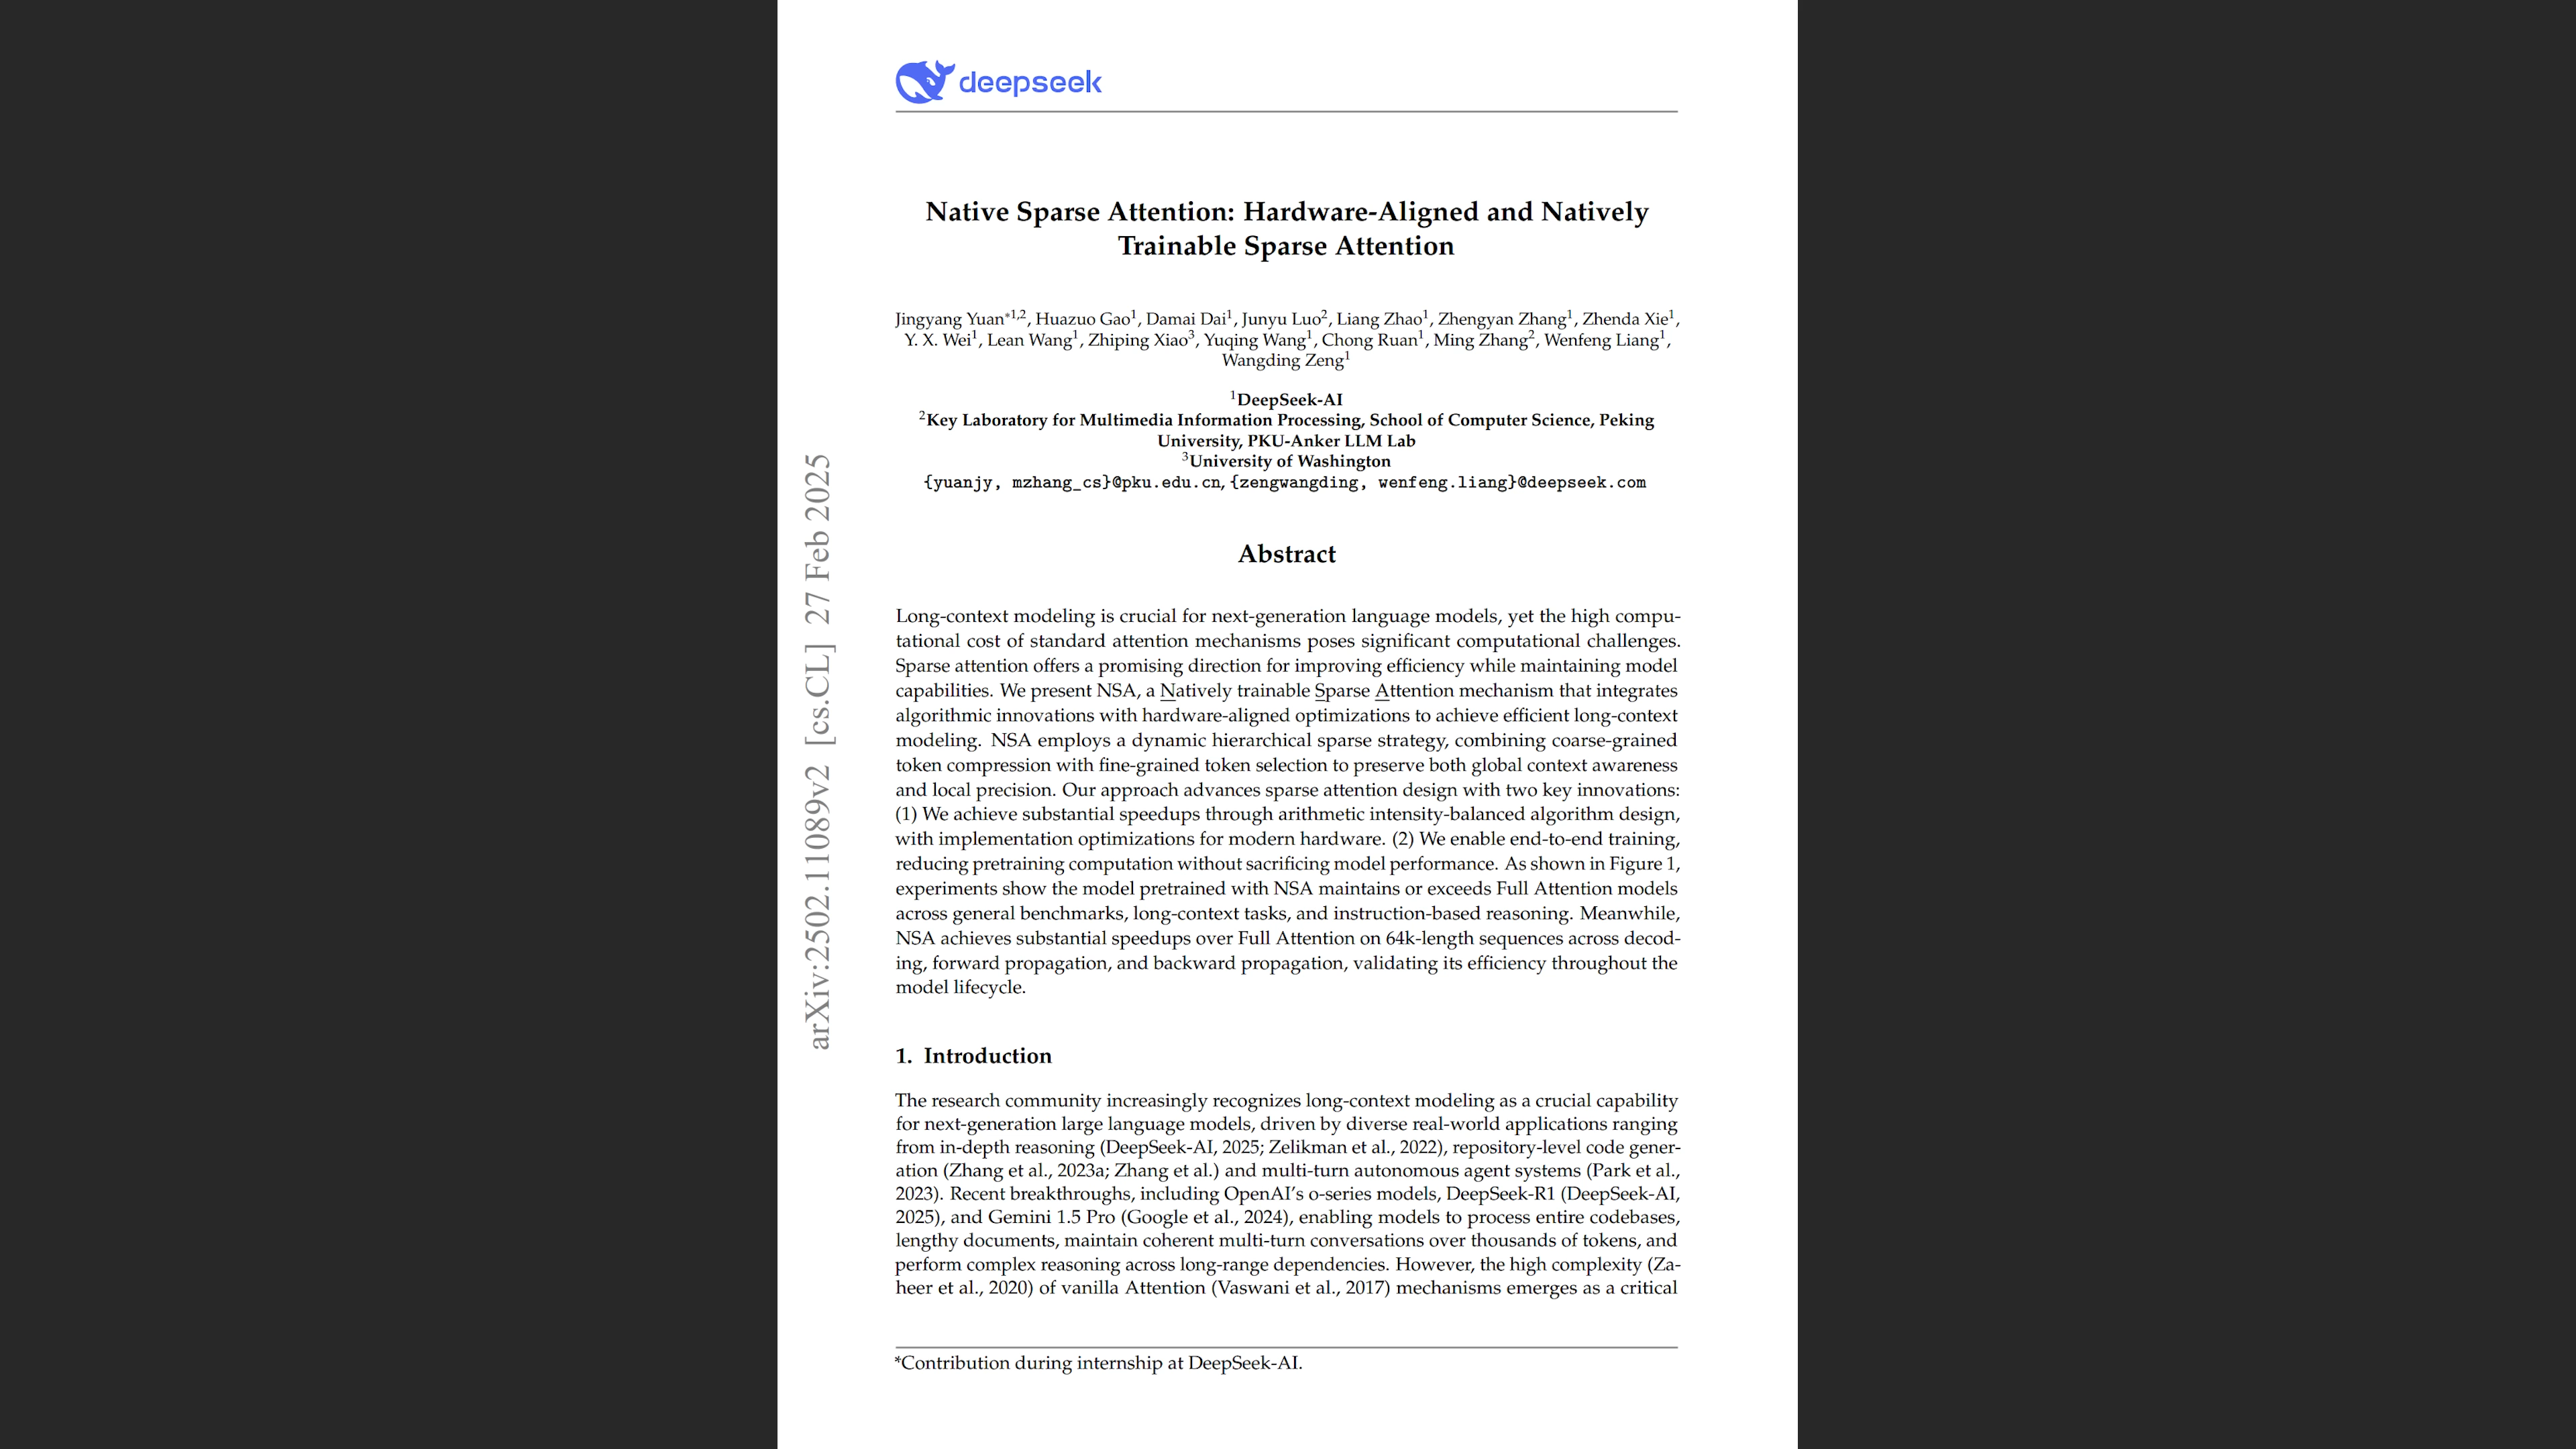 deepseek
Native Sparse Attention: Hardware-Aligned and Natively
Trainable Sparse Attention
Jingyang Yuan*1,2, Huazuo Gao1, Damai Dai1, Junyu Luo2, Liang Zhao1, Zhengyan Zhang1, Zhenda Xie1,
Y. X. Wei1, Lean Wang1, Zhiping Xiao3, Yuqing Wang1, Chong Ruan1, Ming Zhang2, Wenfeng Liang1,
Wangding Zeng1
1DeepSeek-AI
2Key Laboratory for Multimedia Information Processing, School of Computer Science, Peking
University, PKU-Anker LLM Lab
3University of Washington
{yuanjy, mzhang_cs}@pku.edu.cn, {zengwangding, wenfeng.liang}@deepseek.com
arXiv:2502.11089v2 [cs.CL] 27 Feb 2025
Abstract
Long-context modeling is crucial for next-generation language models, yet the high compu-
tational cost of standard attention mechanisms poses significant computational challenges.
Sparse attention offers a promising direction for improving efficiency while maintaining model
capabilities. We present NSA, a Natively trainable Sparse Attention mechanism that integrates
algorithmic innovations with hardware-aligned optimizations to achieve efficient long-context
modeling. NSA employs a dynamic hierarchical sparse strategy, combining coarse-grained
token compression with fine-grained token selection to preserve both global context awareness
and local precision. Our approach advances sparse attention design with two key innovations:
(1) We achieve substantial speedups through arithmetic intensity-balanced algorithm design,
with implementation optimizations for modern hardware. (2) We enable end-to-end training,
reducing pretraining computation without sacrificing model performance. As shown in Figure 1,
experiments show the model pretrained with NSA maintains or exceeds Full Attention models
across general benchmarks, long-context tasks, and instruction-based reasoning. Meanwhile,
NSA achieves substantial speedups over Full Attention on 64k-length sequences across decod-
ing, forward propagation, and backward propagation, validating its efficiency throughout the
model lifecycle.
1. Introduction
The research community increasingly recognizes long-context modeling as a crucial capability
for next-generation large language models, driven by diverse real-world applications ranging
from in-depth reasoning (DeepSeek-AI, 2025; Zelikman et al., 2022), repository-level code gener-
ation (Zhang et al., 2023a; Zhang et al.) and multi-turn autonomous agent systems (Park et al.,
2023). Recent breakthroughs, including OpenAI's o-series models, DeepSeek-R1 (DeepSeek-AI,
2025), and Gemini 1.5 Pro (Google et al., 2024), enabling models to process entire codebases,
lengthy documents, maintain coherent multi-turn conversations over thousands of tokens, and
perform complex reasoning across long-range dependencies. However, the high complexity (Za-
heer et al., 2020) of vanilla Attention (Vaswani et al., 2017) mechanisms emerges as a critical
*Contribution during internship at DeepSeek-AI.